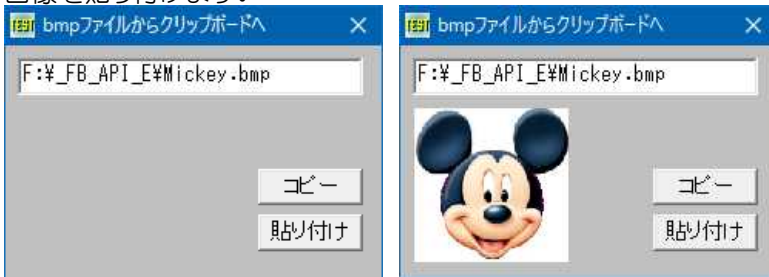 bmpファイルからクリップボードへ
F:¥_FB_API_E¥Mickey.bmp
コピー
貼り付け
TEST bmpファイルからクリップボードへ
F:¥_FB_API_E¥Mickey.bmp
コピー
貼り付け